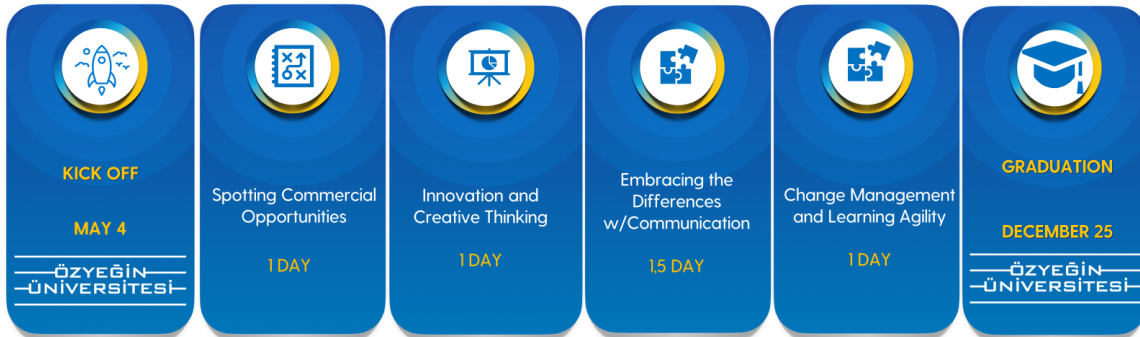 KICK OFF
MAY 4
ÖZYEĞİN
ÜNİVERSİTESİ
Spotting Commercial
Opportunities
1 DAY
Innovation and
Creative Thinking
1 DAY
Embracing the
Differences
w/Communication
1,5 DAY
Change Management
and Learning Agility
1 DAY
GRADUATION
DECEMBER 25
ÖZYEĞİN
ÜNİVERSİTESİ